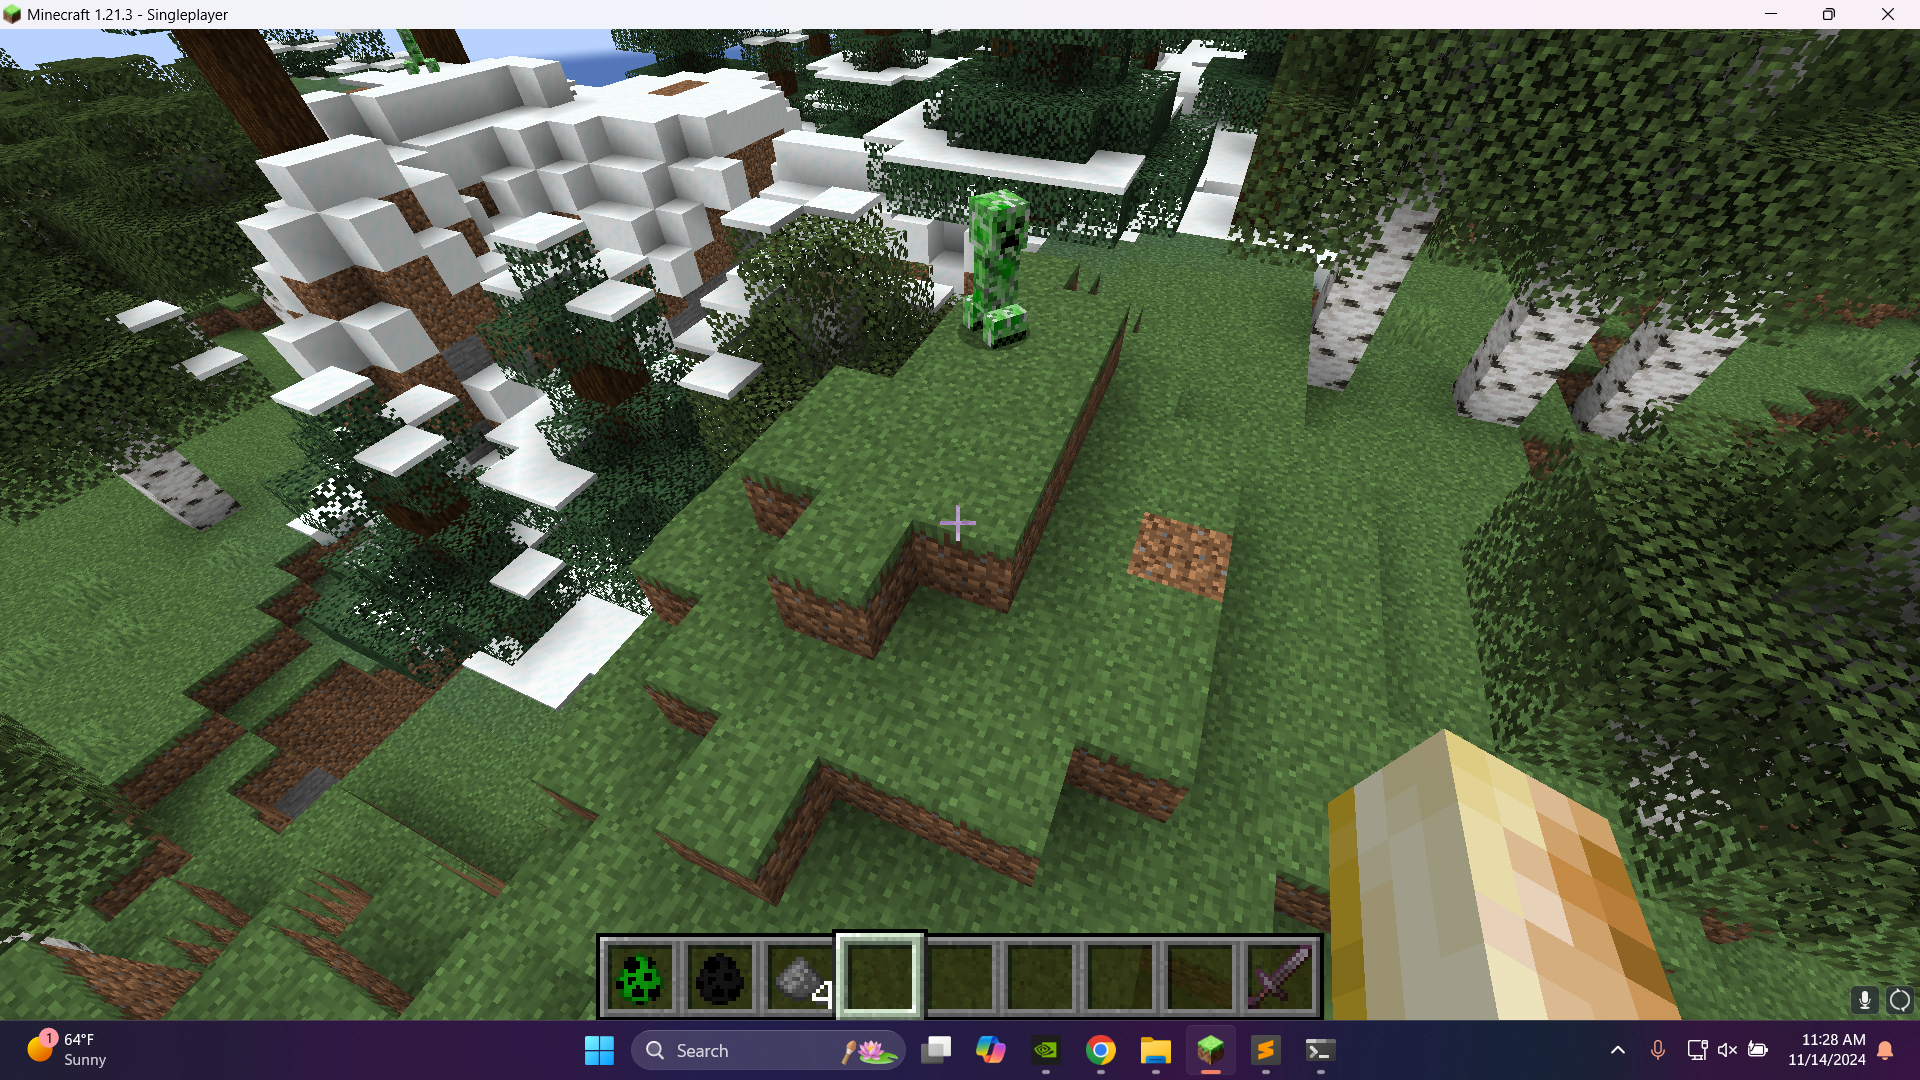 Minecraft 1.21.3 - Singleplayer
4
1
64°F
Sunny
Search
11:28 AM
11/14/2024